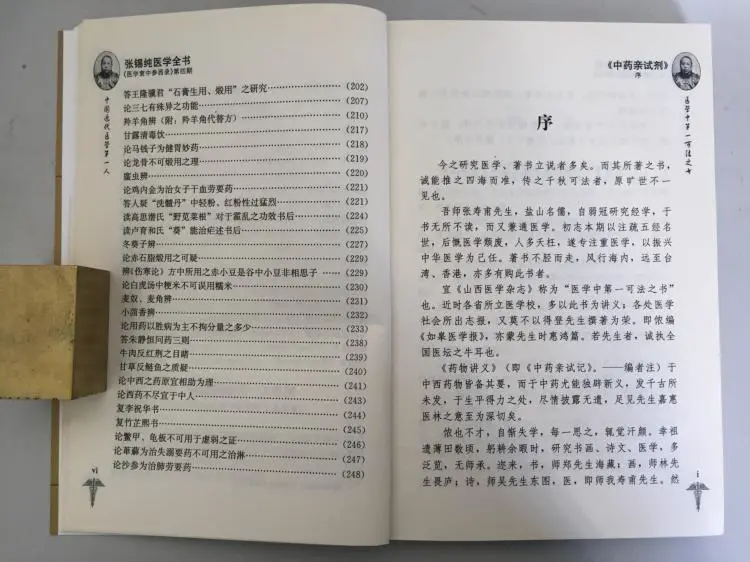 张锡纯医学全书
《医学衷中参西录》第四期
中国近代医学第一人
答王隆骥君“石膏生用、煅用”之研究……(202)
论三七有殊异之功能……(207)
羚羊角辨(附:羚羊角代替方)……(210)
甘露清毒饮……(217)
论马钱子为健胃妙药……(218)
论龙骨不可煅用之理……(219)
䗪虫辨……(221)
论鸡内金为治女子干血劳要药……(221)
答人疑“洗髓丹”中轻粉、红粉性过猛烈……(221)
读高思潜氏“野苋菜根”对于霍乱之功效书后……(224)
读卢育和氏“葵”能治疟述书后……(225)
冬葵子辨……(227)
论赤石脂煅用之可疑……(228)
辨《伤寒论》方中所用之赤小豆是谷中小豆非相思子……(229)
论白虎汤中粳米不可误用糯米……(230)
麦奴、麦角辨……(231)
小茴香辨……(232)
论用药以胜病为主不拘分量之多少……(233)
答朱静恒问药三则……(238)
牛肉反红荆之目睹……(239)
甘草反鲢鱼之质疑……(240)
论中西之药原宜相助为理……(241)
论西药不尽宜于中人……(243)
复李祝华书……(244)
复竹芷熙书……(245)
论鳖甲、龟板不可用于虚弱之证……(246)
论萆薢为治失溺要药不可用之治淋……(247)
论沙参为治肺劳要药……(248)
vi
《中药亲试剂》
序
医学中第一可法之书
序
今之研究医学、著书立说者多矣。而其所著之书,
诚能推之四海而准,传之千秋可法者,原旷世不一
见也。
吾师张寿甫先生,盐山名儒,自弱冠研究经学,于
书无所不读,而又兼通医学。初志本期以注疏五经名
世,后慨医学颓废,人多夭枉,遂专注重医学,以振兴
中华医学为己任。著书不胫而走,风行海内,远至台
湾、香港,亦多有购此书者。
宜《山西医学杂志》称为“医学中第一可法之书”
也。近时各省所立医学校,多以此书为讲义;各处医学
社会所出志报,又莫不以得登先生撰著为荣。即侬编
《如皋医学报》,亦蒙先生时惠鸿篇。若先生者,诚执全
国医坛之牛耳也。
《药物讲义》(即《中药亲试记》。——编者注)于
中西药物皆备其要,而于中药尤能独辟新义,发千古所
未发,于生平得力之处,尽情披露无遗,足见先生嘉惠
医林之意至为深切矣。
侬也不才,自惭失学,每一思之,辄觉汗颜。幸祖
遗薄田数顷,躬耕余暇时,研究书画、诗文、医学,多
泛览,无师承。迩来,书,师郑先生海藏;画,师林先
生畏庐;诗,师吴先生东图,医,即师我寿甫先生。然
i